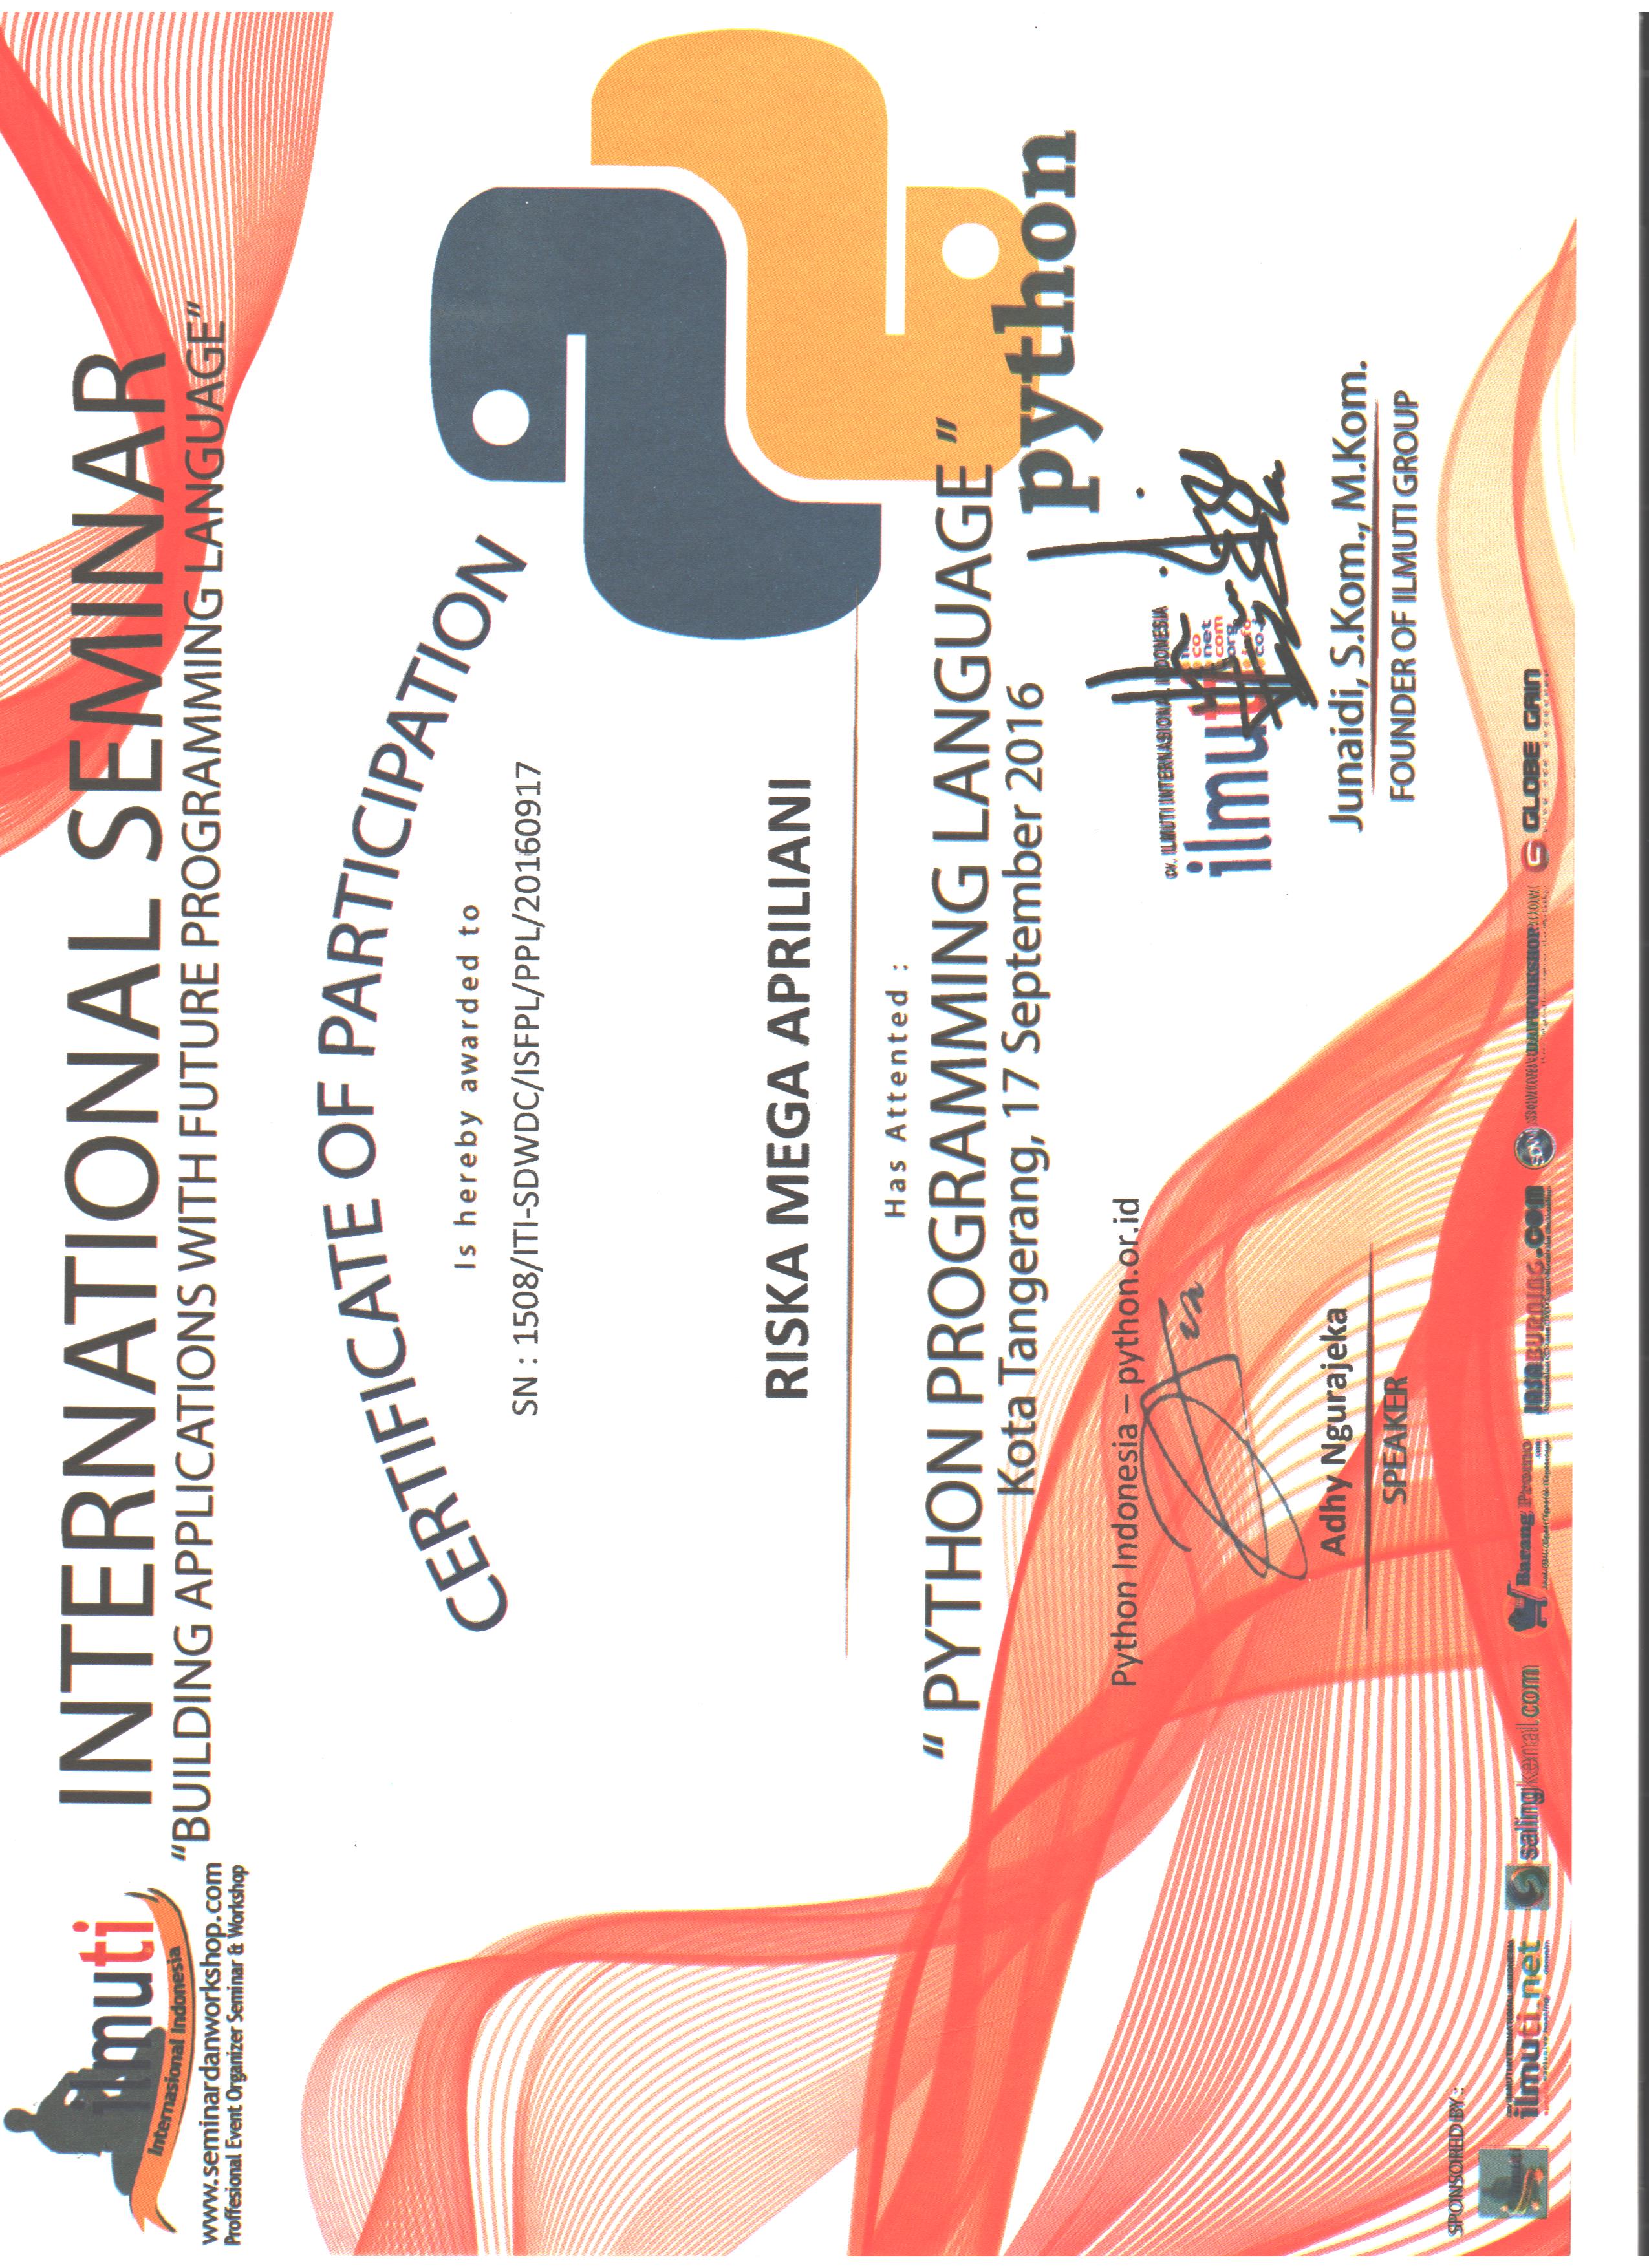 ilmuti
Internasional Indonesia
www.seminardanworkshop.com
Proffesional Event Organizer Seminar & Workshop
INTERNATIONAL SEMINAR
“BUILDING APPLICATIONS WITH FUTURE PROGRAMMING LANGUAGE”
CERTIFICATE OF PARTICIPATION
Is hereby awarded to
SN : 1508/ITI-SDWDC/ISFPL/PPL/20160917
RISKA MEGA APRILIANI
Has Attented :
“ PYTHON PROGRAMMING LANGUAGE ”
Kota Tangerang, 17 September 2016
python
Python Indonesia – python.or.id
Adhy Ngurajeka
SPEAKER
CV. ILMUTI INTERNASIONAL INDONESIA
ilmuti
co
net
com
org
info
co.id
Junaidi, S.Kom., M.Kom.
FOUNDER OF ILMUTI GROUP
SPONSORED BY :
ilmuti.net
salingkenal.com
Barang Promo
.com
JASABURNING.COM
SDW SEMINARDANWORKSHOP.COM
GLOBE GAIN